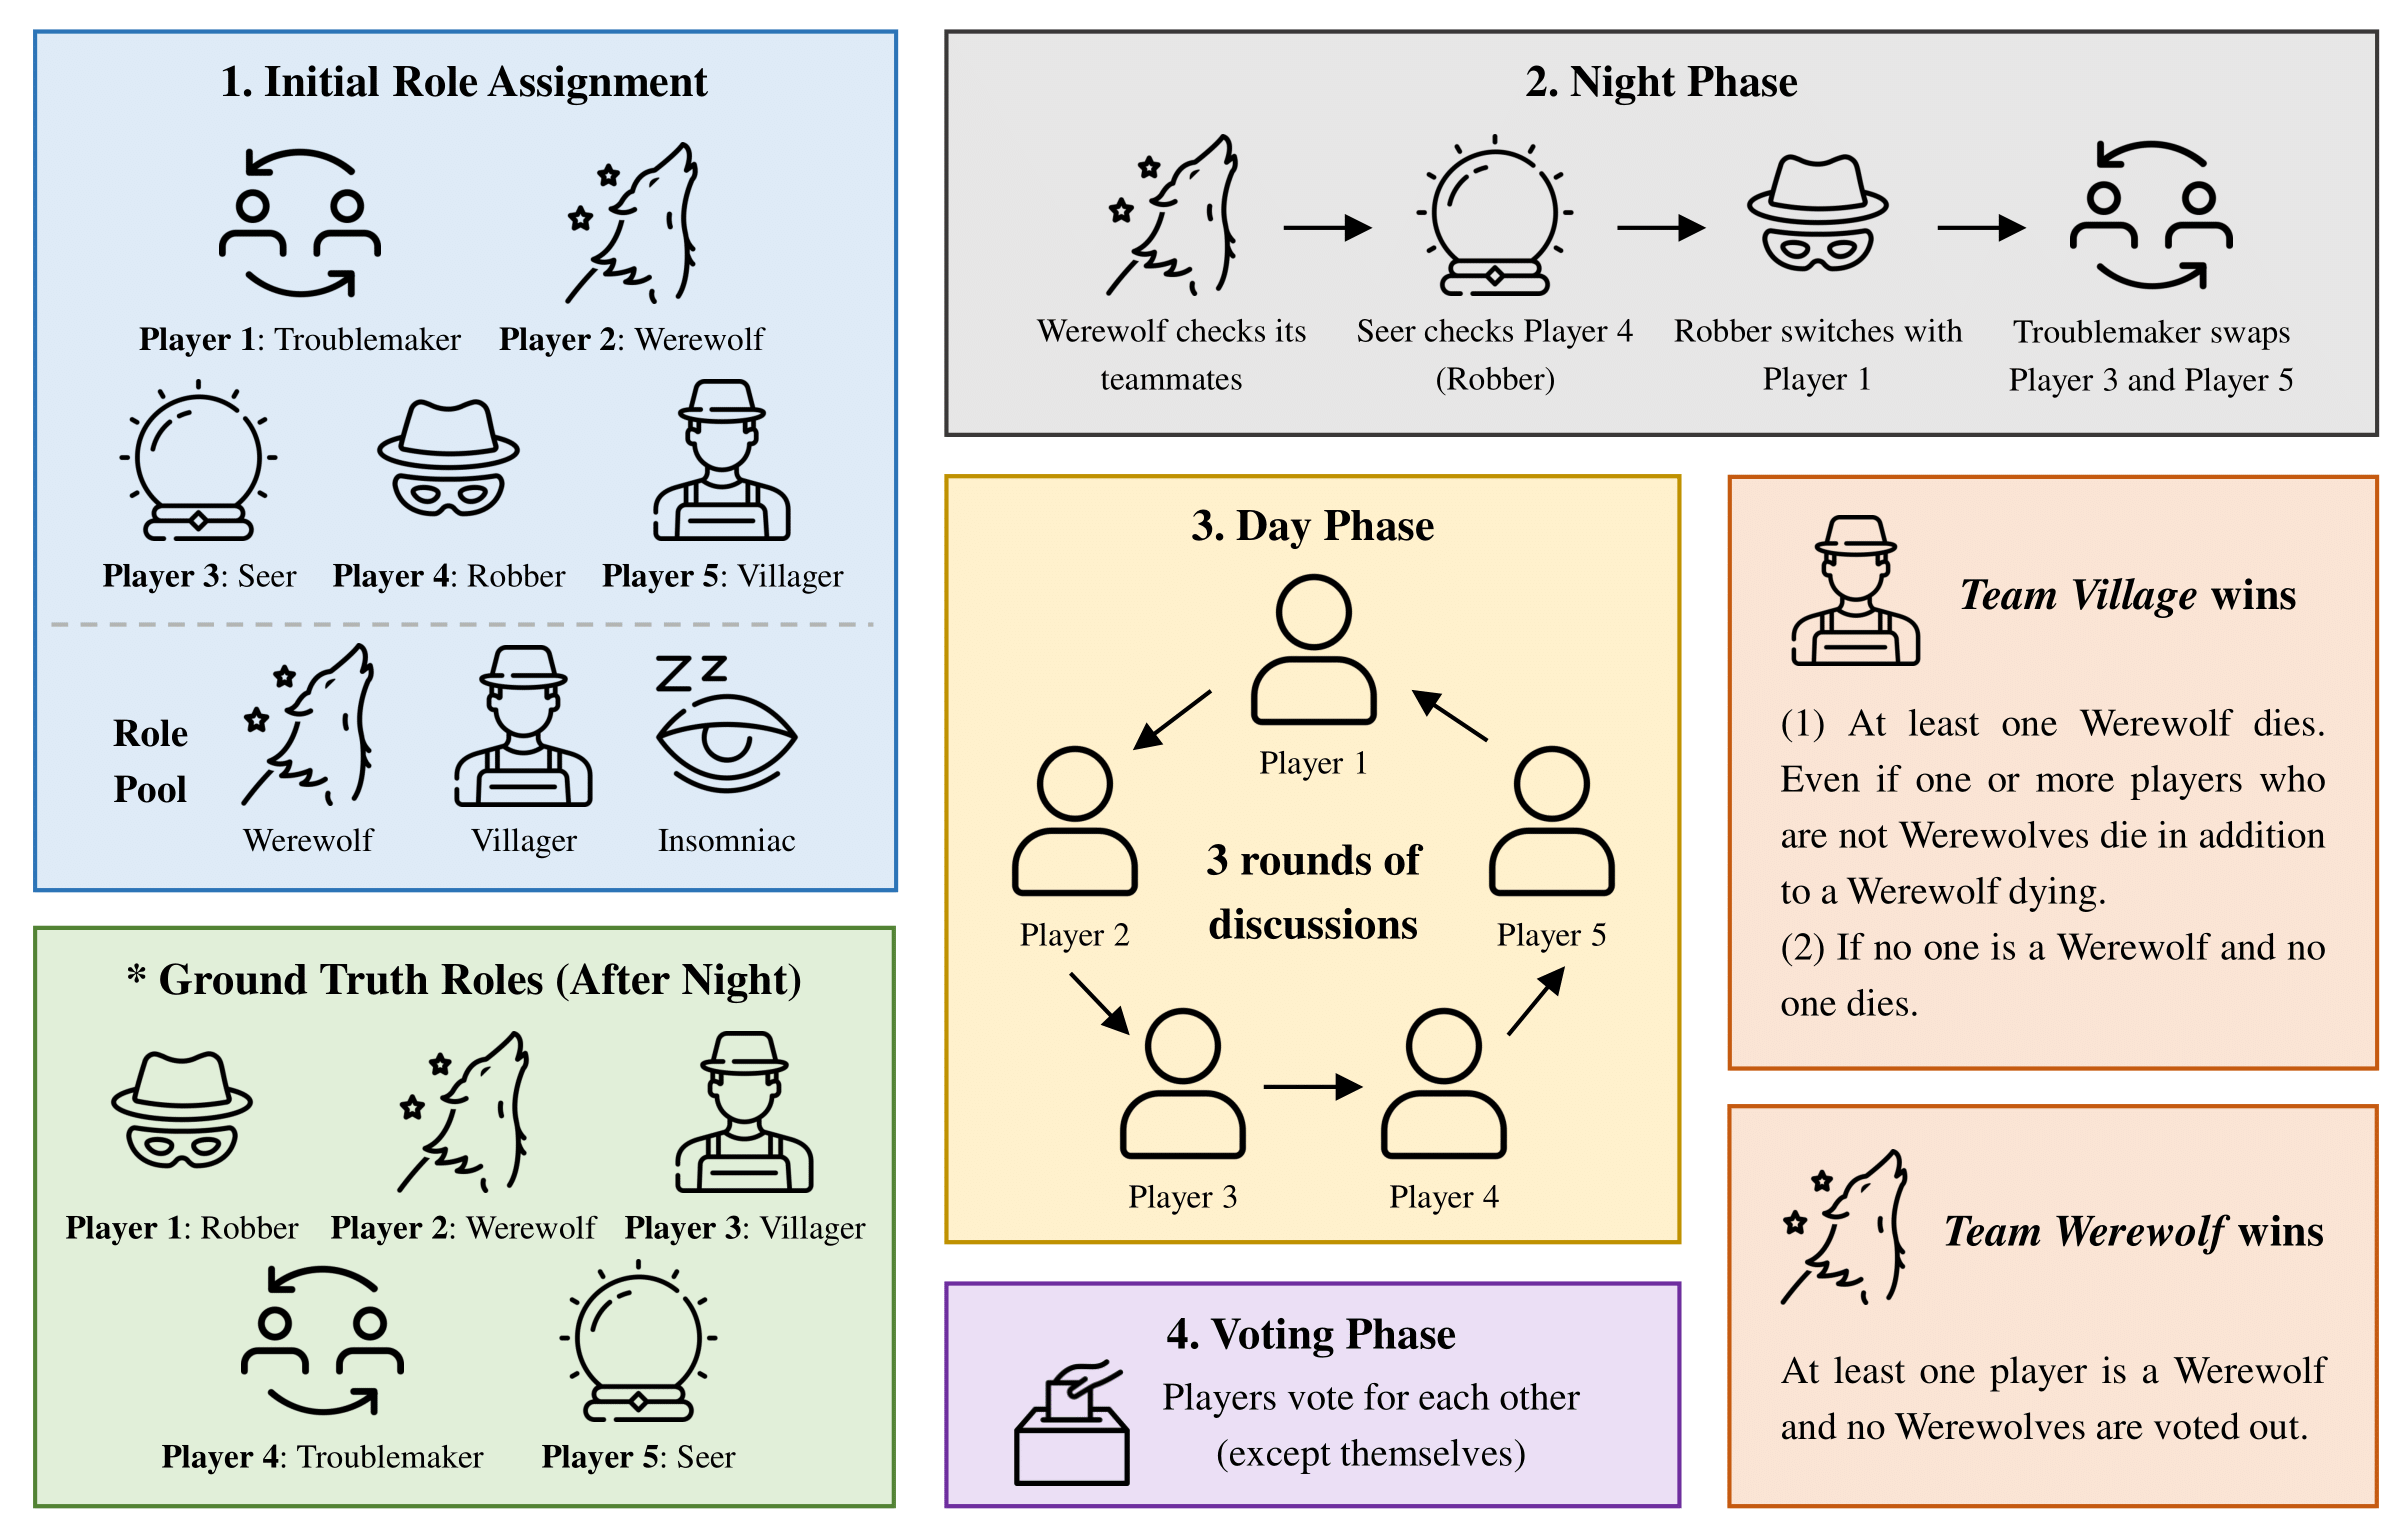 1. Initial Role Assignment
Player 1: Troublemaker
Player 2: Werewolf
Player 3: Seer
Player 4: Robber
Player 5: Villager
Role
Pool
Werewolf
Villager
Zz
Insomniac
* Ground Truth Roles (After Night)
Player 1: Robber
Player 2: Werewolf
Player 3: Villager
Player 4: Troublemaker
Player 5: Seer
2. Night Phase
Werewolf checks its
teammates
Seer checks Player 4
(Robber)
Robber switches with
Player 1
Troublemaker swaps
Player 3 and Player 5
3. Day Phase
Player 1
Player 2
Player 3
Player 4
Player 5
3 rounds of
discussions
4. Voting Phase
Players vote for each other
(except themselves)
Team Village wins
(1) At least one Werewolf dies.
Even if one or more players who
are not Werewolves die in addition
to a Werewolf dying.
(2) If no one is a Werewolf and no
one dies.
Team Werewolf wins
At least one player is a Werewolf
and no Werewolves are voted out.